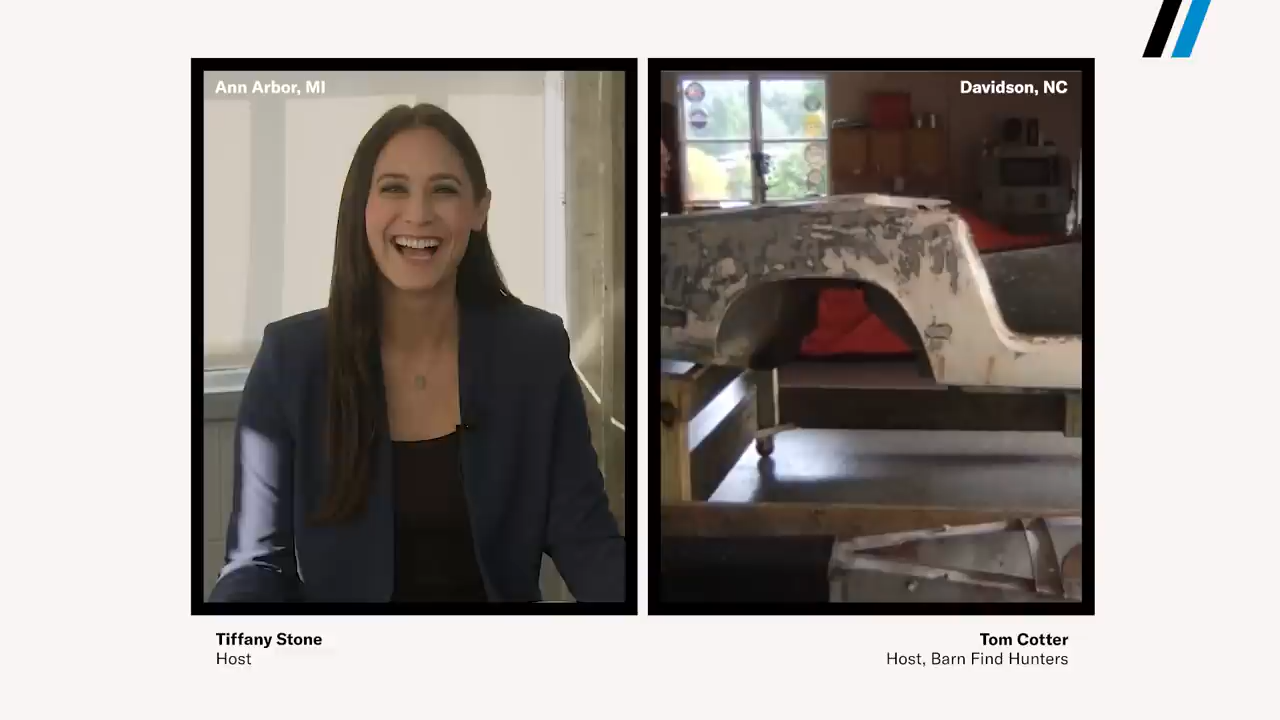 Ann Arbor, MI
Davidson, NC
Tiffany Stone
Host
Tom Cotter
Host, Barn Find Hunters